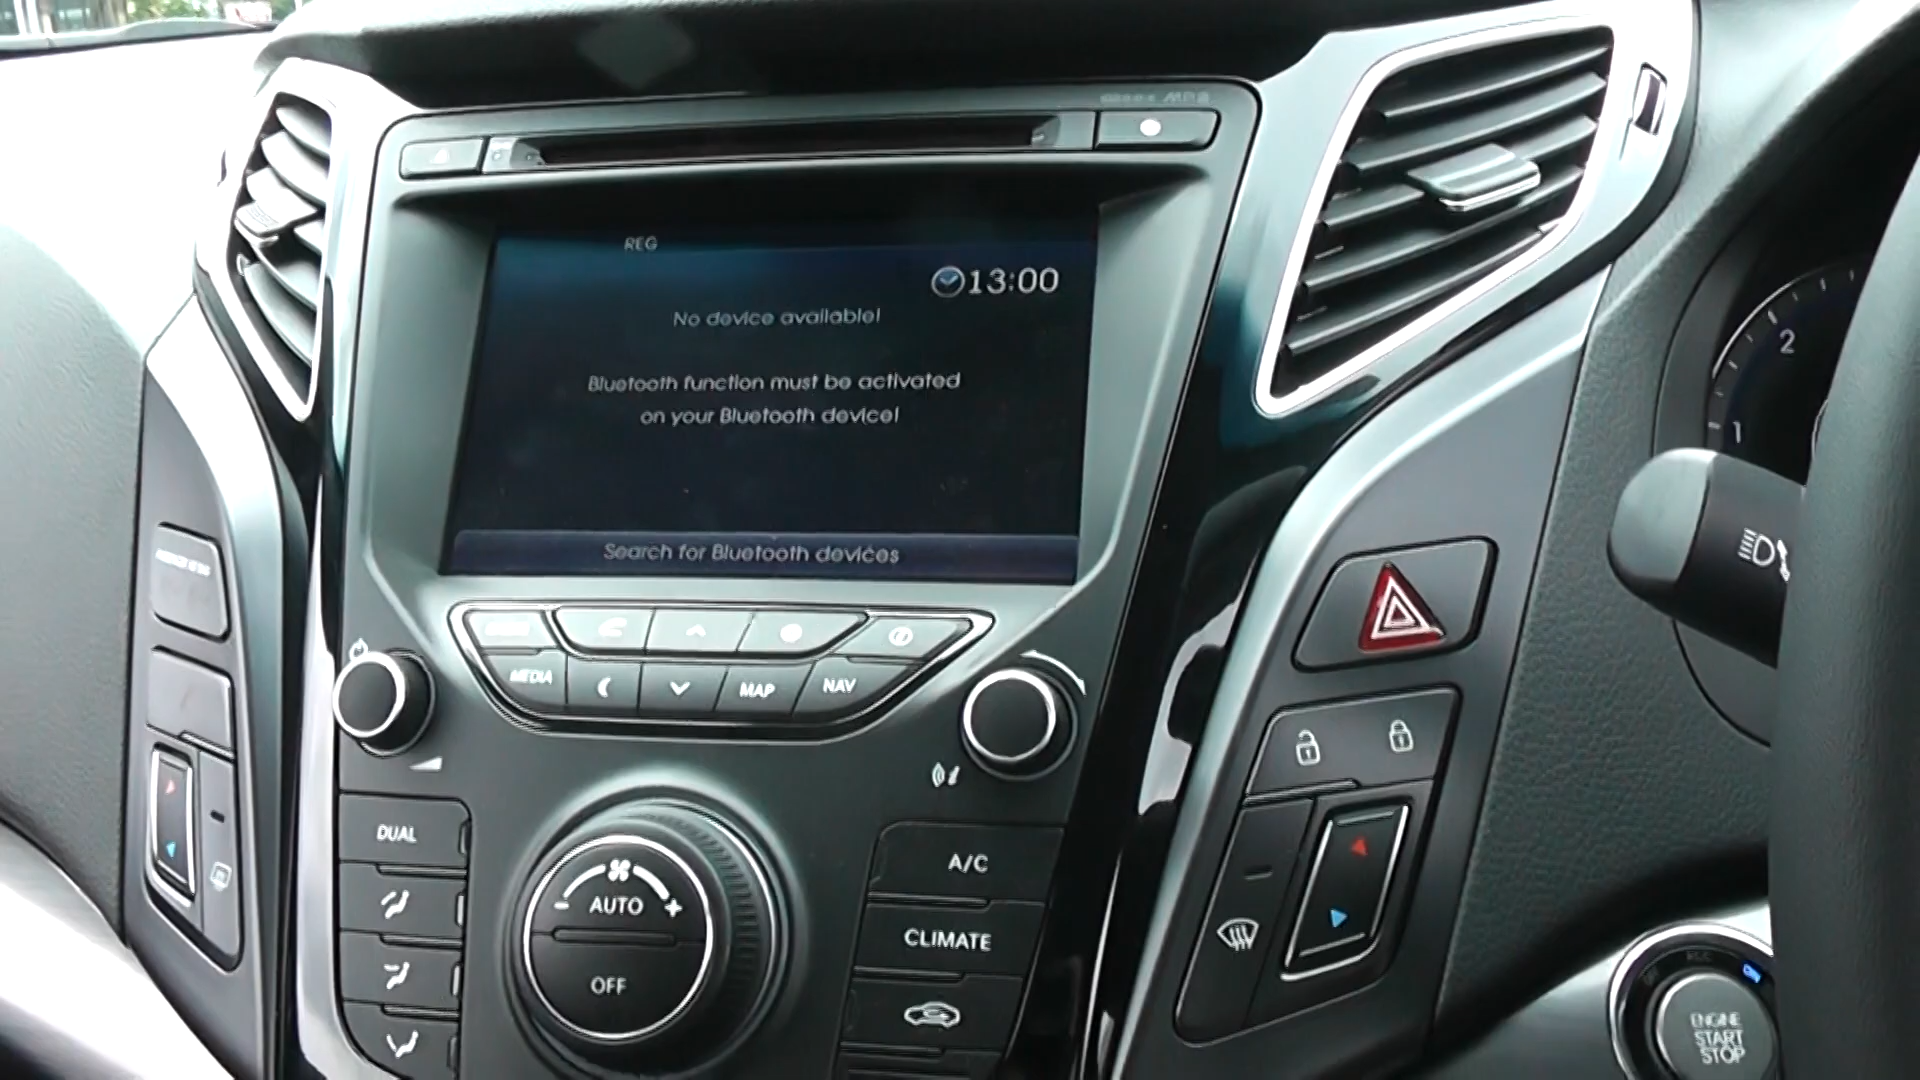 REG
13:00
No device available!
Bluetooth function must be activated
on your Bluetooth device!
Search for Bluetooth devices
MEDIA
MAP
NAV
DUAL
AUTO
OFF
A/C
CLIMATE
2
1
ENGINE
START
STOP